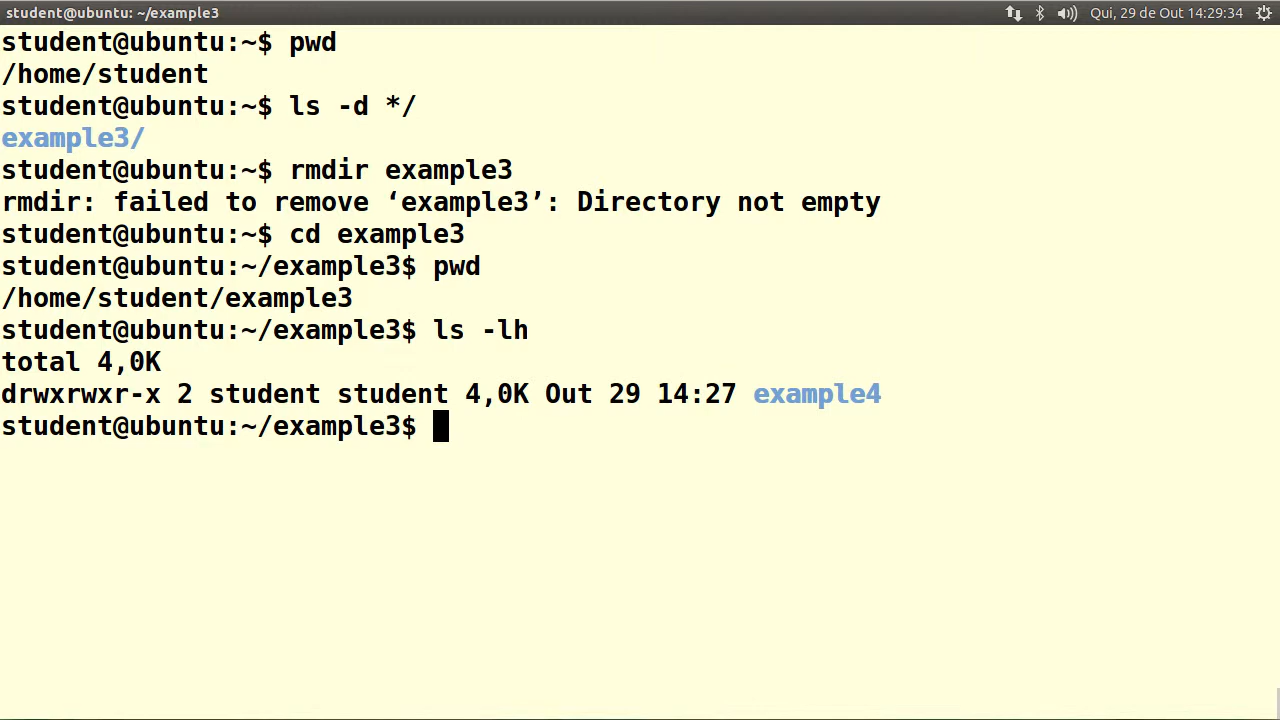 student@ubuntu: ~/example3
Qui, 29 de Out 14:29:34
student@ubuntu:~$ pwd
/home/student
student@ubuntu:~$ ls -d */
example3/
student@ubuntu:~$ rmdir example3
rmdir: failed to remove ‘example3’: Directory not empty
student@ubuntu:~$ cd example3
student@ubuntu:~/example3$ pwd
/home/student/example3
student@ubuntu:~/example3$ ls -lh
total 4,0K
drwxrwxr-x 2 student student 4,0K Out 29 14:27 example4
student@ubuntu:~/example3$